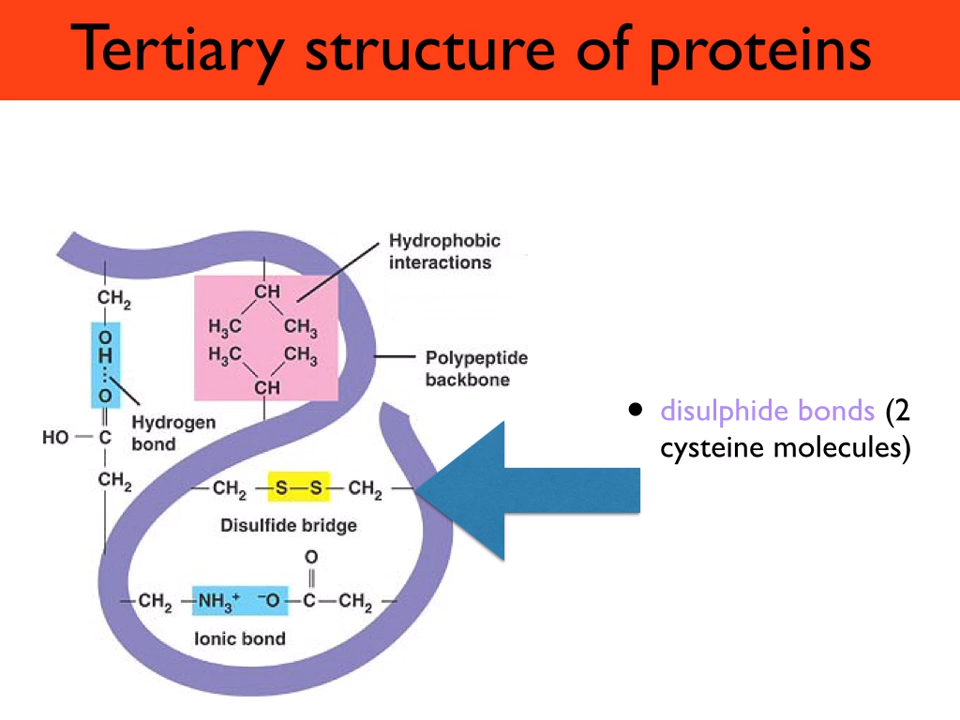 Tertiary structure of proteins
Hydrophobic
interactions
CH
CH₂
H₃C CH₃
O
H
H₃C CH₃
Polypeptide
backbone
CH
O
Hydrogen
bond
HO — C
• disulphide bonds (2
cysteine molecules)
CH₂
— CH₂ — S — S — CH₂ —
Disulfide bridge
O
— CH₂ — NH₃⁺ ⁻O — C — CH₂ —
Ionic bond